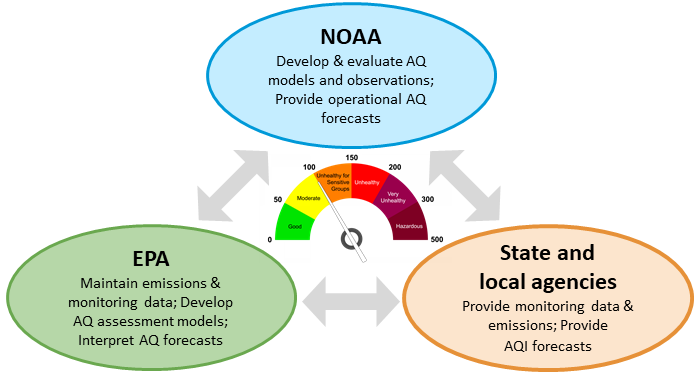 NOAA
Develop & evaluate AQ
models and observations;
Provide operational AQ
forecasts
150
100
200
Unhealthy for
Sensitive
Groups
Unhealthy
Moderate
Very
Unhealthy
50
300
Good
Hazardous
0
500
EPA
Maintain emissions &
monitoring data; Develop
AQ assessment models;
Interpret AQ forecasts
State and
local agencies
Provide monitoring data &
emissions; Provide
AQI forecasts